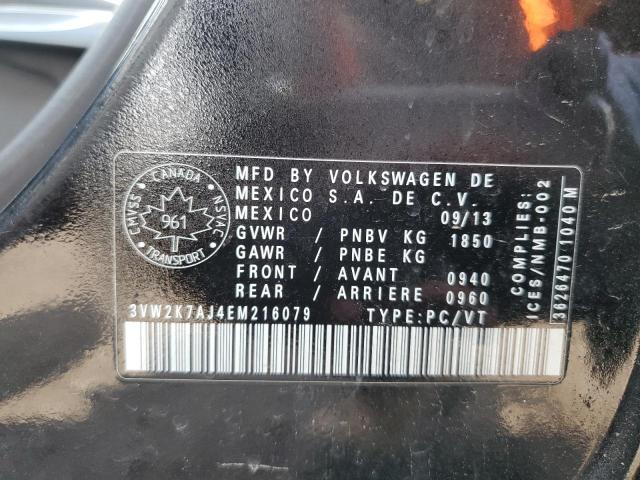 CANADA
CMVSS
NSVAC
961
TRANSPORT
MFD BY VOLKSWAGEN DE
MEXICO S.A. DE C.V.
MEXICO 09/13
GVWR / PNBV KG 1850
GAWR / PNBE KG
FRONT / AVANT 0940
REAR / ARRIERE 0960
3VW2K7AJ4EM216079 TYPE:PC/VT
COMPLIES:
ICES/NMB-002
3626470 1040 M